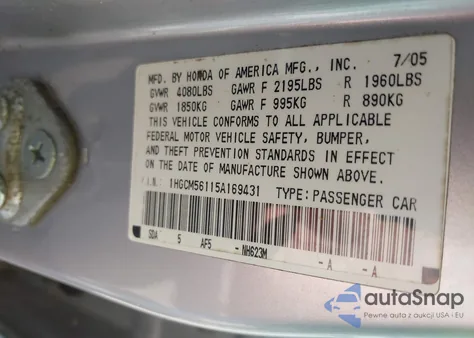 MFD. BY HONDA OF AMERICA MFG., INC. 7/05
GVWR 4080LBS GAWR F 2195LBS R 1960LBS
GVWR 1850KG GAWR F 995KG R 890KG
THIS VEHICLE CONFORMS TO ALL APPLICABLE
FEDERAL MOTOR VEHICLE SAFETY, BUMPER,
AND THEFT PREVENTION STANDARDS IN EFFECT
ON THE DATE OF MANUFACTURE SHOWN ABOVE.
V.I.N.: 1HGCM56115A169431 TYPE: PASSENGER CAR
SDA 5 AF5 -NH623M -A -A
autoSnap
Pewne auta z aukcji USA i EU